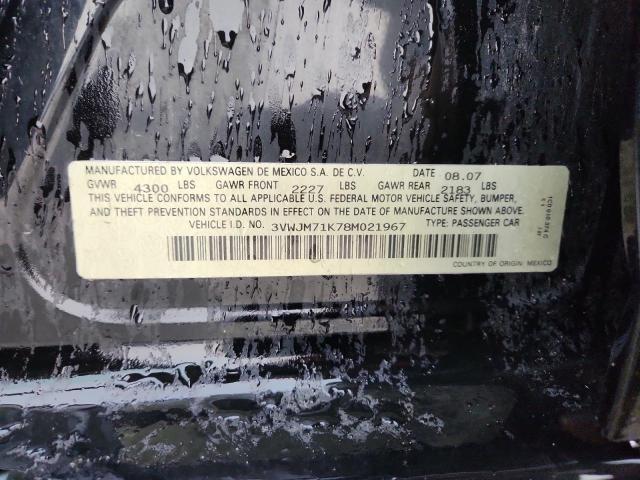 MANUFACTURED BY VOLKSWAGEN DE MEXICO S.A. DE C.V. DATE 08.07
GVWR 4300 LBS GAWR FRONT 2227 LBS GAWR REAR 2183 LBS
THIS VEHICLE CONFORMS TO ALL APPLICABLE U.S. FEDERAL MOTOR VEHICLE SAFETY, BUMPER,
AND THEFT PREVENTION STANDARDS IN EFFECT ON THE DATE OF MANUFACTURE SHOWN ABOVE.
VEHICLE I.D. NO. 3VWJM71K78M021967 TYPE: PASSENGER CAR
COUNTRY OF ORIGIN: MEXICO